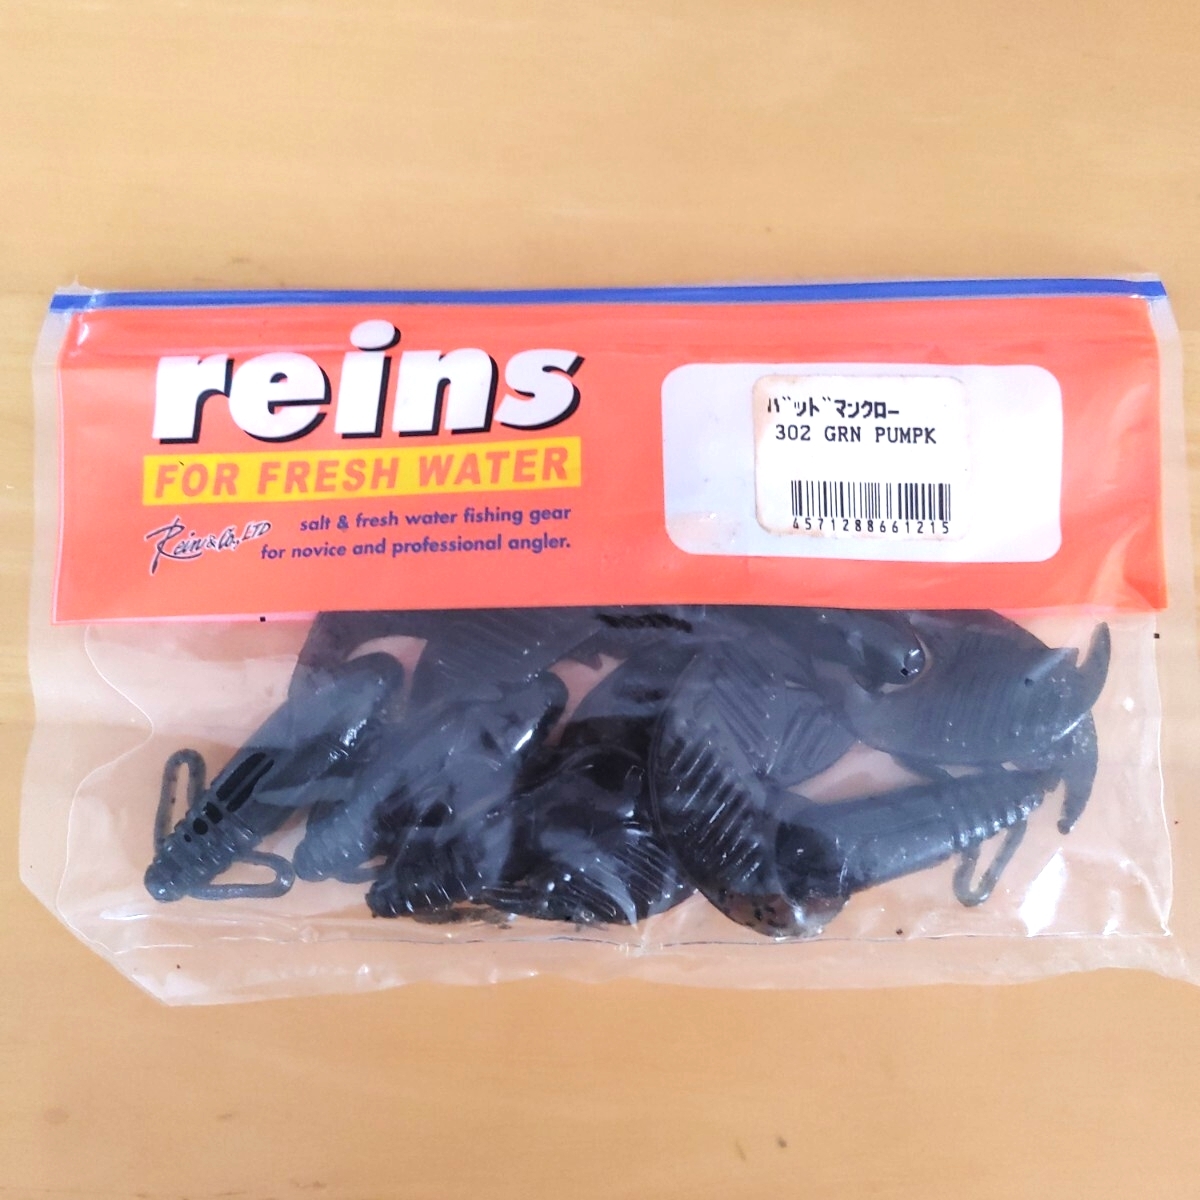 reins
FOR FRESH WATER
Rein & Co., LTD
salt & fresh water fishing gear
for novice and professional angler.
バッドマンクロー
302 GRN PUMPK
4571288661215